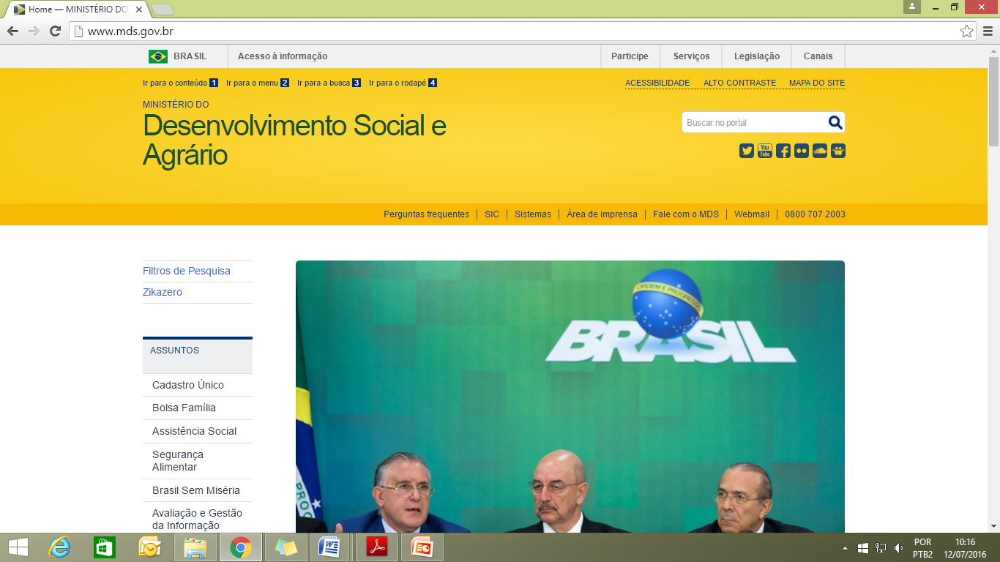 Home — MINISTÉRIO DO
www.mds.gov.br
BRASIL Acesso à informação Participe Serviços Legislação Canais
Ir para o conteúdo 1 Ir para o menu 2 Ir para a busca 3 Ir para o rodapé 4 ACESSIBILIDADE ALTO CONTRASTE MAPA DO SITE
MINISTÉRIO DO
Desenvolvimento Social e
Agrário
Buscar no portal
You
Tube
Perguntas frequentes SIC Sistemas Área de imprensa Fale com o MDS Webmail 0800 707 2003
Filtros de Pesquisa
Zikazero
ORDEM E PROGRESSO
BRASIL
ASSUNTOS
Cadastro Único
Bolsa Família
Assistência Social
Segurança
Alimentar
Brasil Sem Miséria
Avaliação e Gestão
da Informação
PRO
POR
PTB2
10:16
12/07/2016